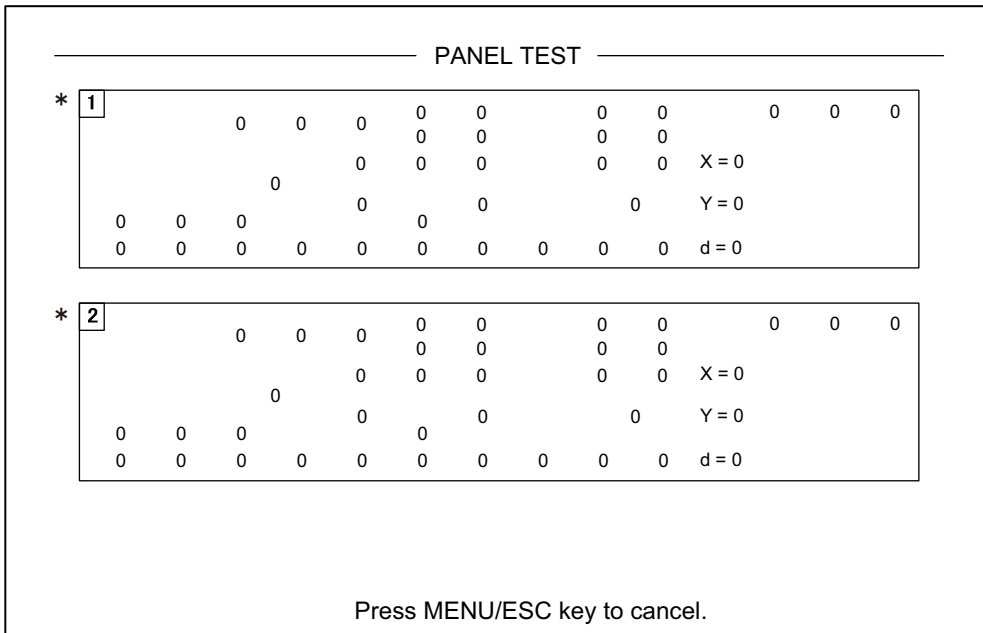 PANEL TEST
* 1
0 0 0 0 0
0 0 0 0 0 0 0
0 0 0 0
0 0 0 0 0 X = 0
0
0 0 0 Y = 0
0 0 0 0
0 0 0 0 0 0 0 0 0 0 d = 0
* 2
0 0 0 0 0 0 0
0 0 0
0 0 0 0
0 0 0 0 0 X = 0
0
0 0 0 Y = 0
0 0 0 0
0 0 0 0 0 0 0 0 0 0 d = 0
Press MENU/ESC key to cancel.